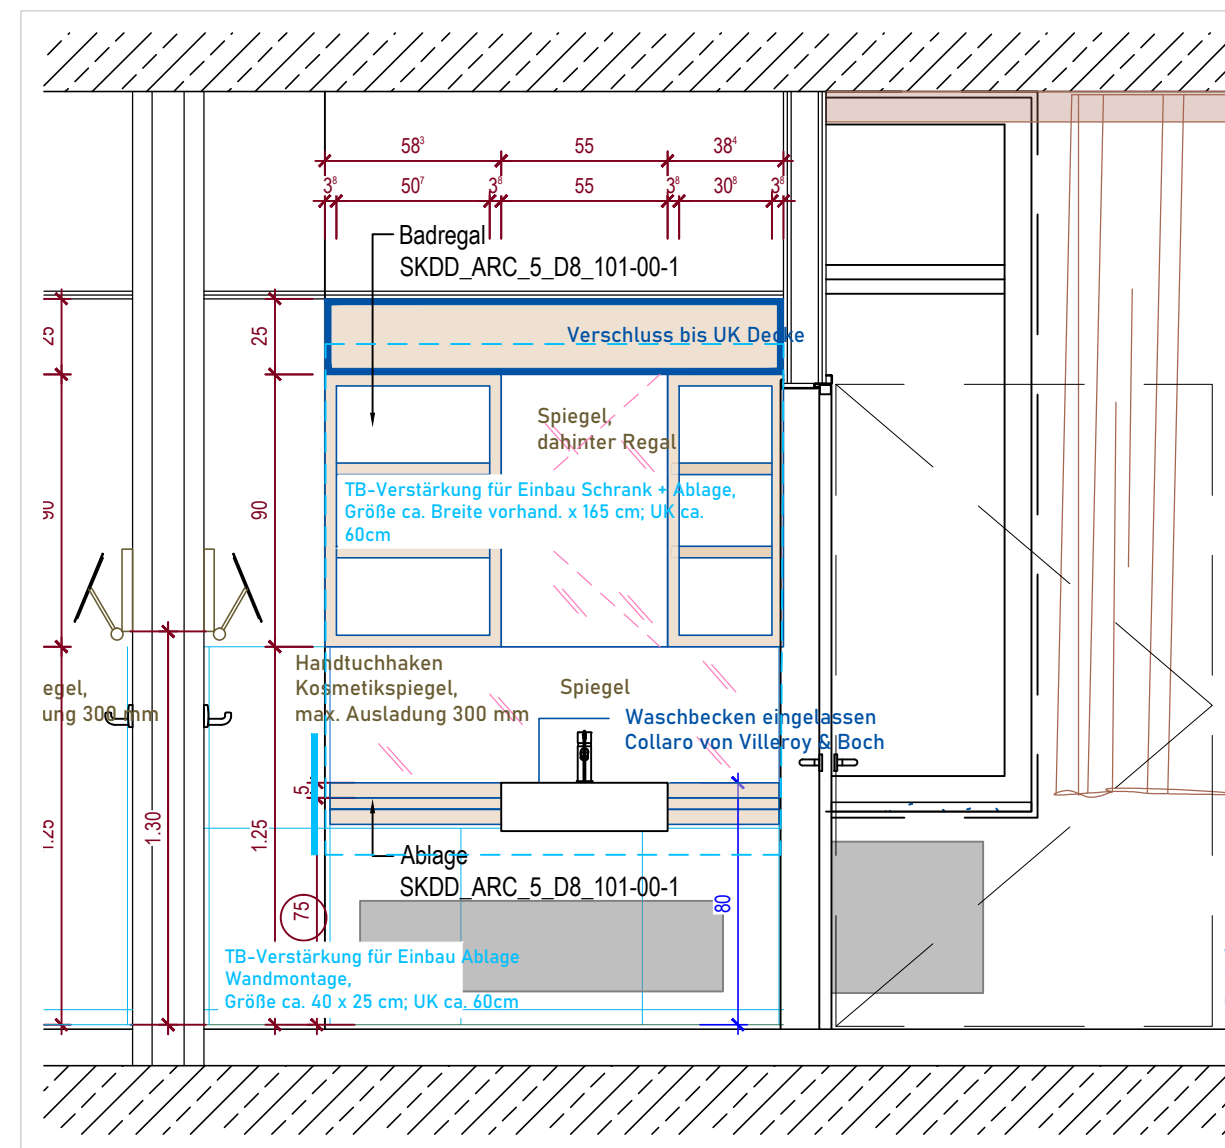 58³ 55 38⁴
3⁸ 50⁷ 3⁸ 55 3⁸ 30⁸ 3⁸
Badregal
SKDD_ARC_5_D8_101-00-1
25
25
Verschluss bis UK Decke
Spiegel,
dahinter Regal
90
90
TB-Verstärkung für Einbau Schrank + Ablage,
Größe ca. Breite vorhand. x 165 cm; UK ca.
60cm
egel,
ung 300 mm
Handtuchhaken
Kosmetikspiegel,
max. Ausladung 300 mm
Spiegel
Waschbecken eingelassen
Collaro von Villeroy & Boch
5
1.25
1.30
1.25
Ablage
SKDD_ARC_5_D8_101-00-1
75
80
TB-Verstärkung für Einbau Ablage
Wandmontage,
Größe ca. 40 x 25 cm; UK ca. 60cm